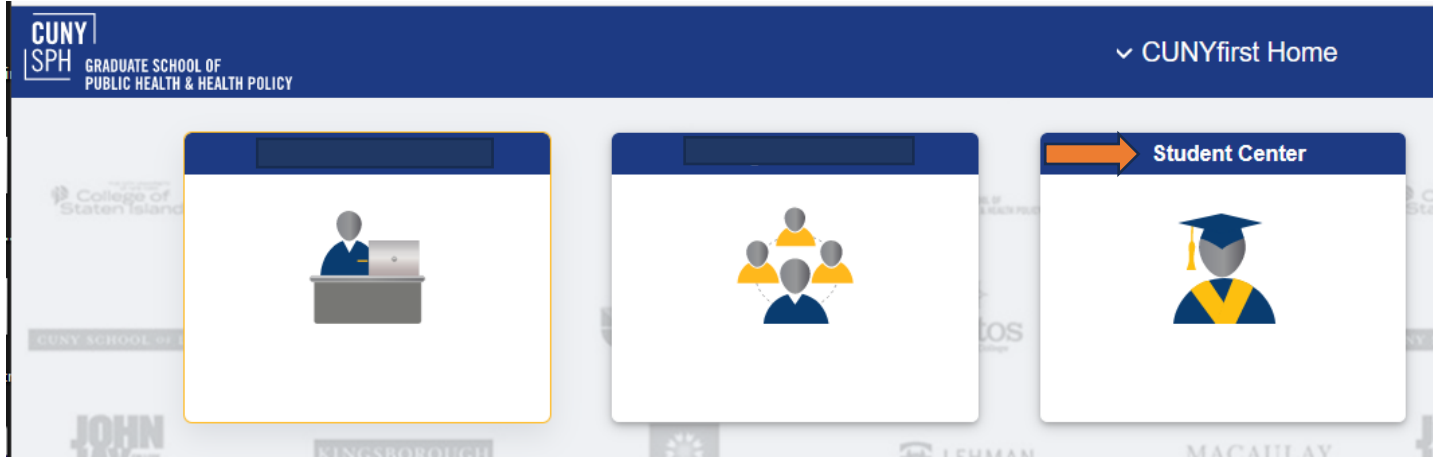 CUNY
SPH GRADUATE SCHOOL OF
PUBLIC HEALTH & HEALTH POLICY
CUNYfirst Home
Student Center
College of
Staten Island
CUNY SCHOOL OF
JOHN
KINGSBOROUGH
LEHMAN
MACAULAY